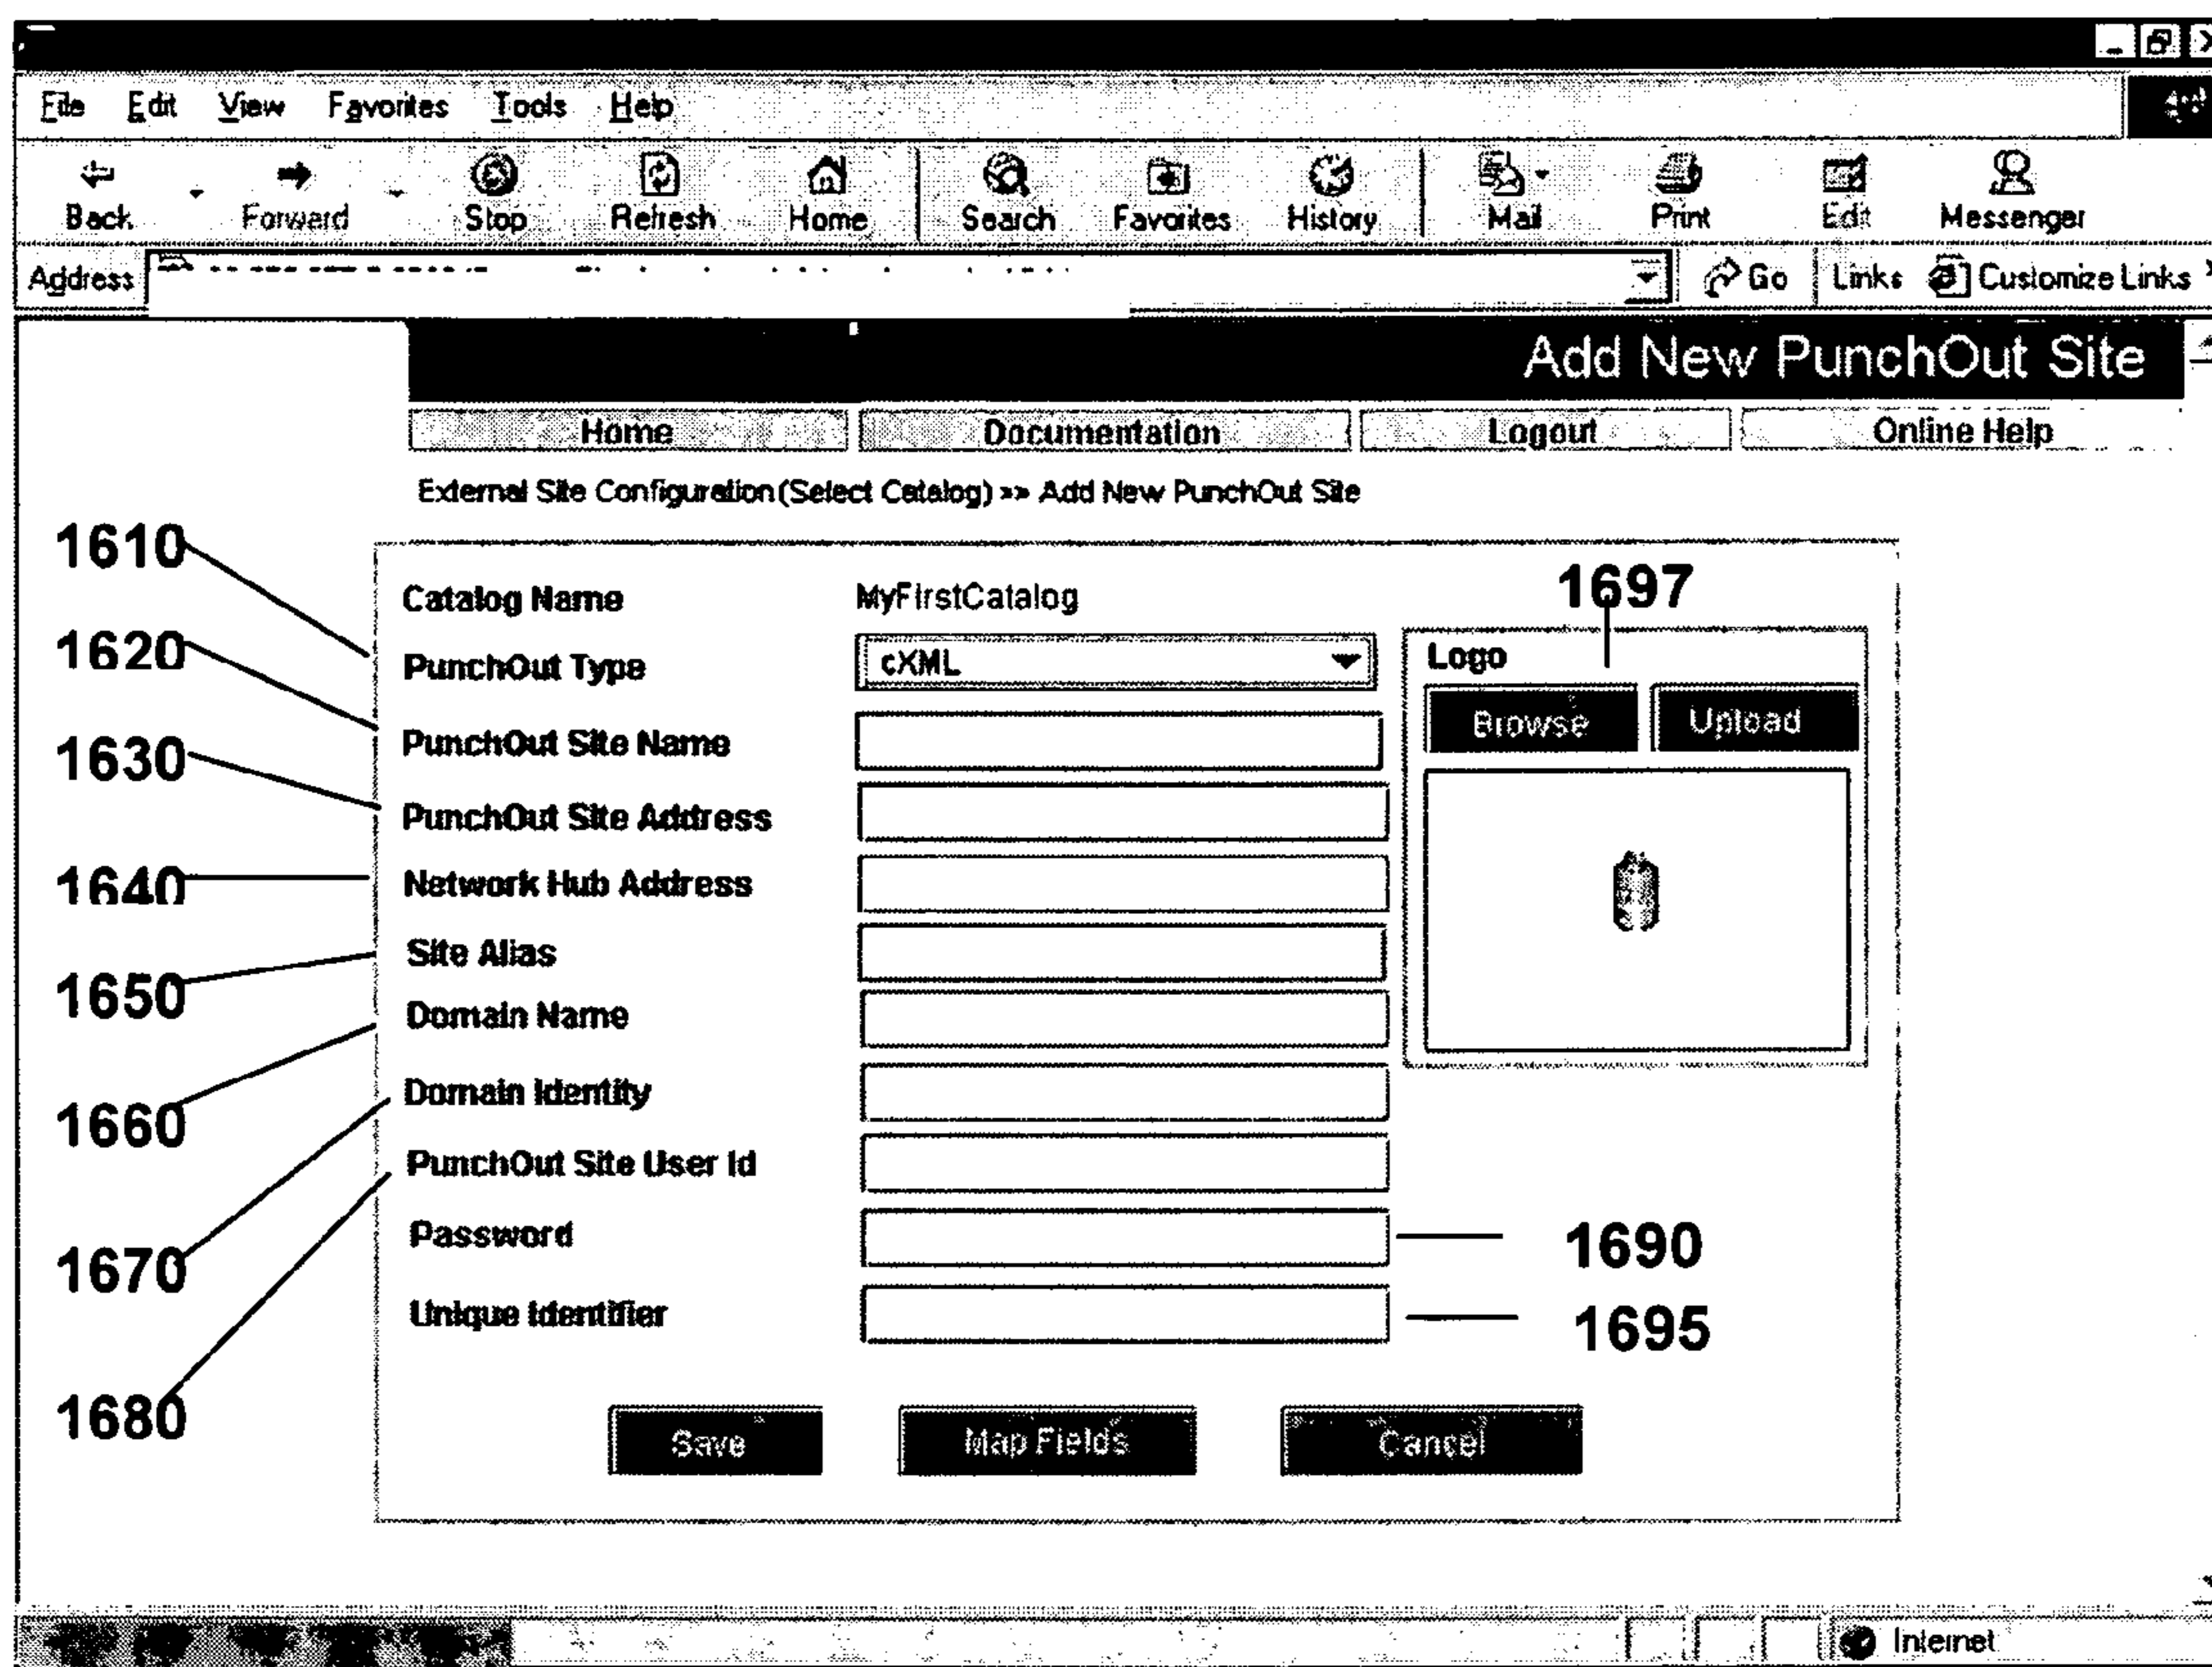 File Edit View Favorites Tools Help
Back Forward Stop Refresh Home Search Favorites History Mail Print Edit Messenger
Address Go Links Customize Links
Add New PunchOut Site
Home Documentation Logout Online Help
External Site Configuration(Select Catalog) »» Add New PunchOut Site
1610
Catalog Name MyFirstCatalog
1697
1620
PunchOut Type cXML
Logo
Browse Upload
1630
PunchOut Site Name
PunchOut Site Address
1640
Network Hub Address
Site Alias
1650
Domain Name
Domain Identity
1660
PunchOut Site User Id
Password
1690
1670
Unique Identifier
1695
1680
Save Map Fields Cancel
Internet